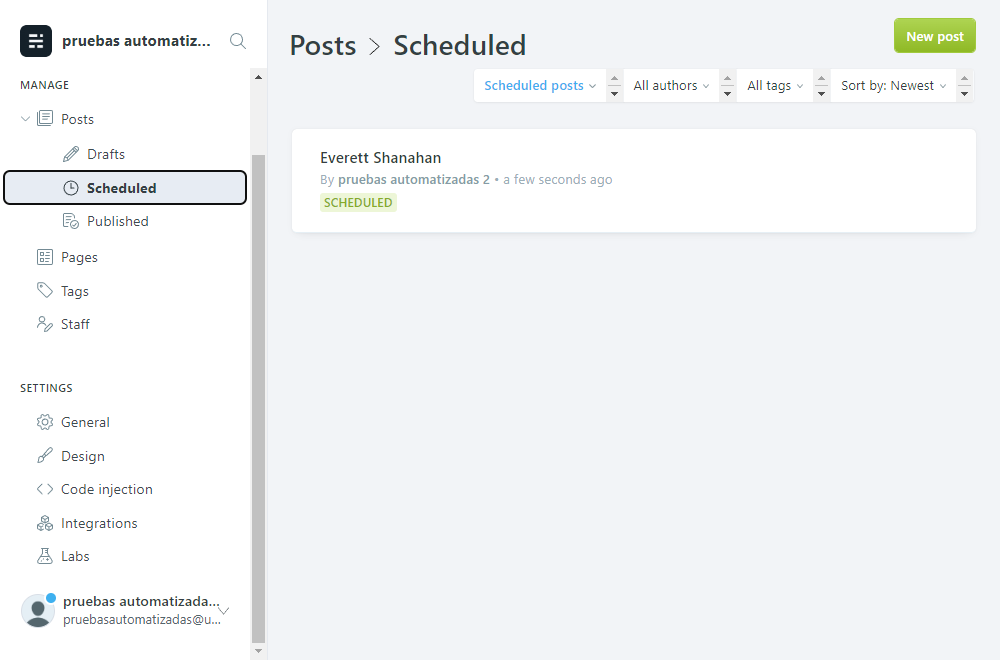 pruebas automatiz...
MANAGE
Posts
Drafts
Scheduled
Published
Pages
Tags
Staff
SETTINGS
General
Design
Code injection
Integrations
Labs
pruebas automatizada...
pruebasautomatizadas@u...
Posts > Scheduled
New post
Scheduled posts
All authors
All tags
Sort by: Newest
Everett Shanahan
By pruebas automatizadas 2 • a few seconds ago
SCHEDULED